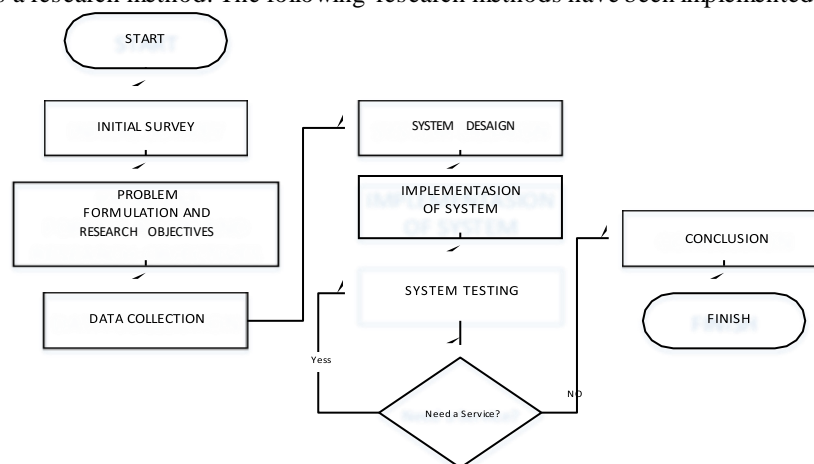 a research method. The following research methods have been implemented
START
INITIAL SURVEY
PROBLEM
FORMULATION AND
RESEARCH OBJECTIVES
DATA COLLECTION
SYSTEM DESAIGN
IMPLEMENTASION
OF SYSTEM
SYSTEM TESTING
Yess
Need a Service?
NO
CONCLUSION
FINISH